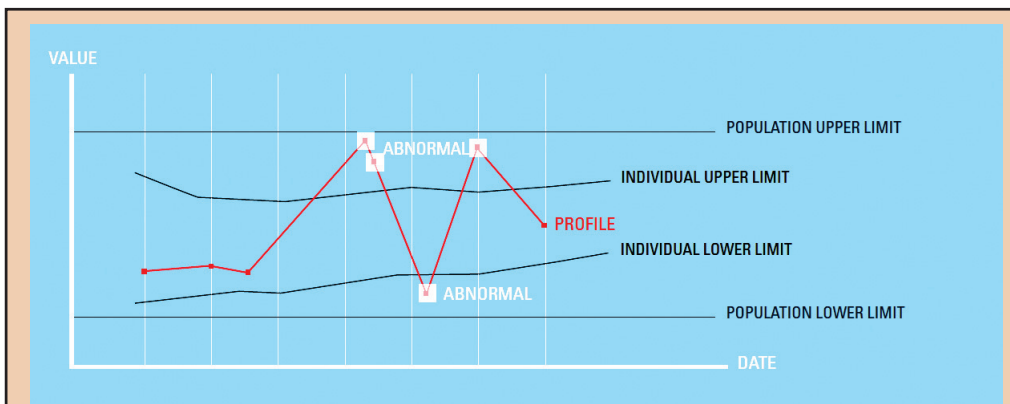 VALUE
POPULATION UPPER LIMIT
ABNORMAL
INDIVIDUAL UPPER LIMIT
PROFILE
INDIVIDUAL LOWER LIMIT
ABNORMAL
POPULATION LOWER LIMIT
DATE